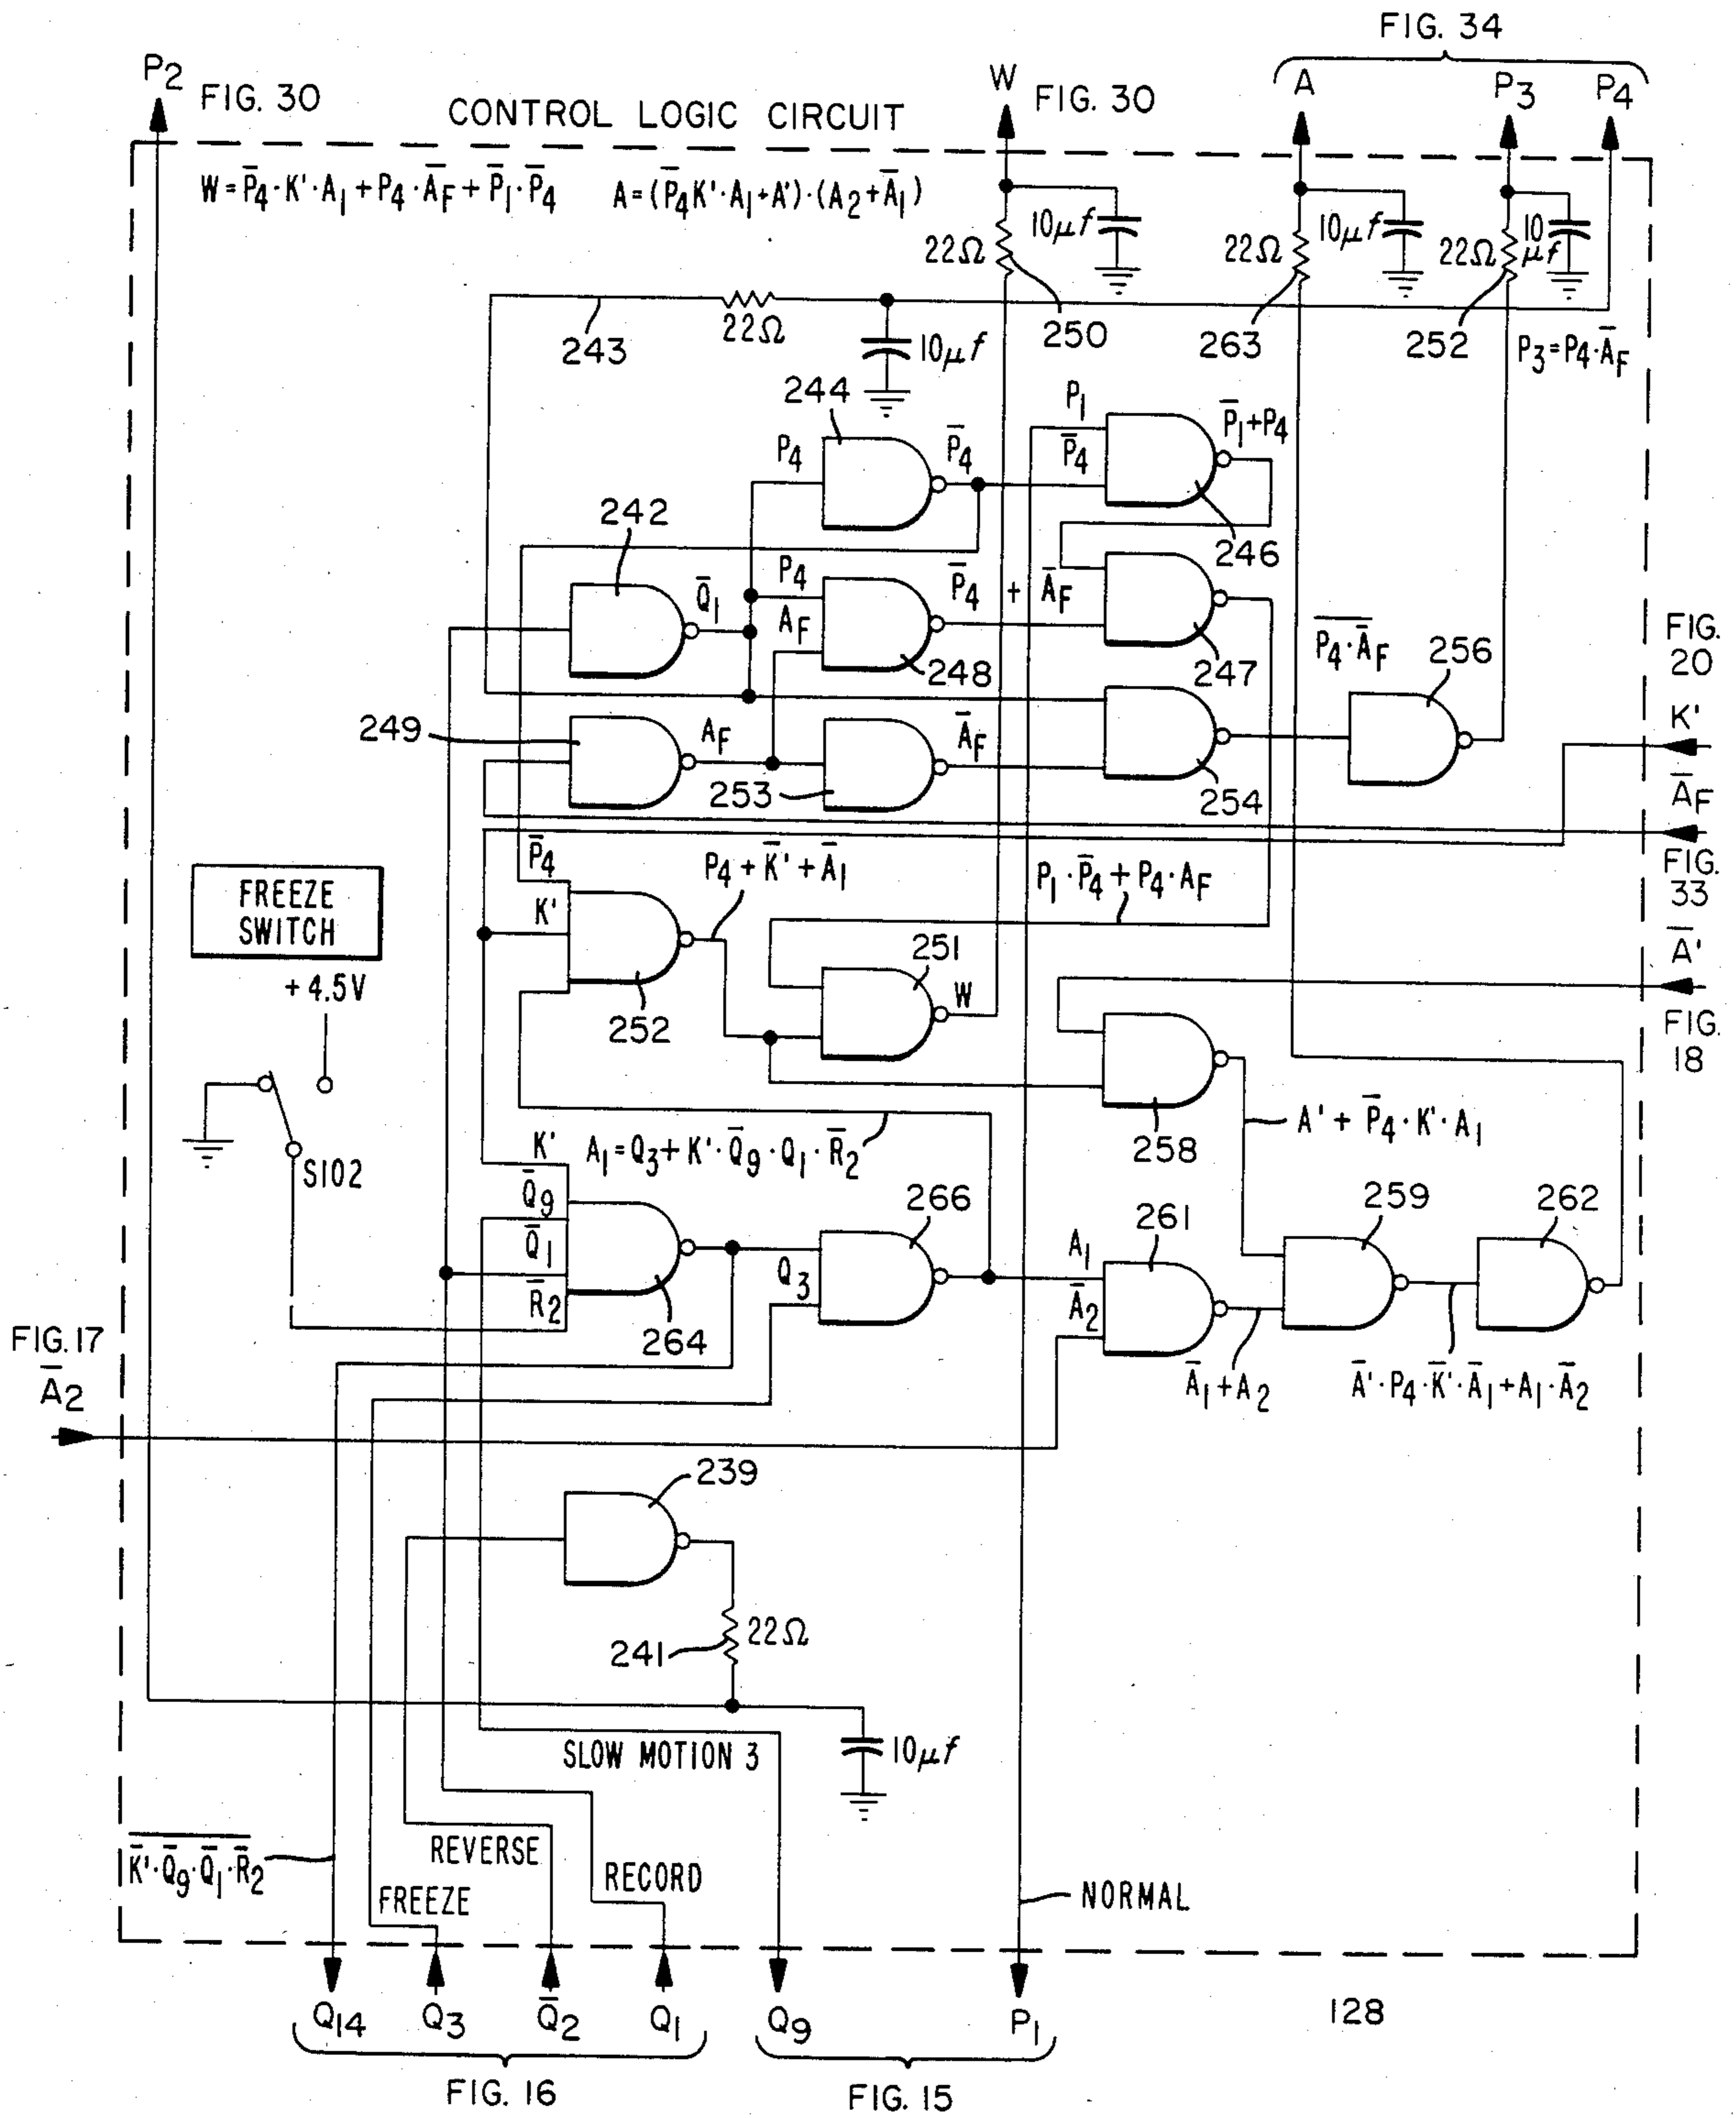 FIG. 34
P2
FIG. 30
CONTROL LOGIC CIRCUIT
W
FIG. 30
A
P3
P4
W = P̄4·K'·A1 + P4·ĀF + P̄1·P̄4
A = (P̄4K'·A1 + A')·(A2 + Ā1)
22Ω
10μf
22Ω
10μf
22Ω
10 μf
243
22Ω
10μf
250
263
252
P3 = P4·ĀF
244
P4
P̄4
P1
P̄4
P̄1+P4
246
242
Q̄1
P4
AF
P̄4 + ĀF
248
247
P̄4·ĀF
256
FIG. 20
K'
249
AF
253
ĀF
254
ĀF
FIG. 33
FREEZE
SWITCH
+4.5V
P̄4
K'
P4 + K̄' + Ā1
P1·P̄4 + P4·AF
252
251
W
Ā'
FIG. 18
258
A' + P̄4·K'·A1
S102
K'
A1 = Q3 + K'·Q̄9·Q1·R̄2
Q̄9
Q̄1
R̄2
264
266
Q3
A1
Ā2
261
259
262
FIG. 17
Ā2
Ā1 + A2
Ā'·P4·K̄'·Ā1 + A1·Ā2
239
241
22Ω
SLOW MOTION 3
10μf
K̄'·Q̄9·Q̄1·R̄2
REVERSE
RECORD
FREEZE
NORMAL
Q14
Q3
Q̄2
Q1
Q9
P1
128
FIG. 16
FIG. 15